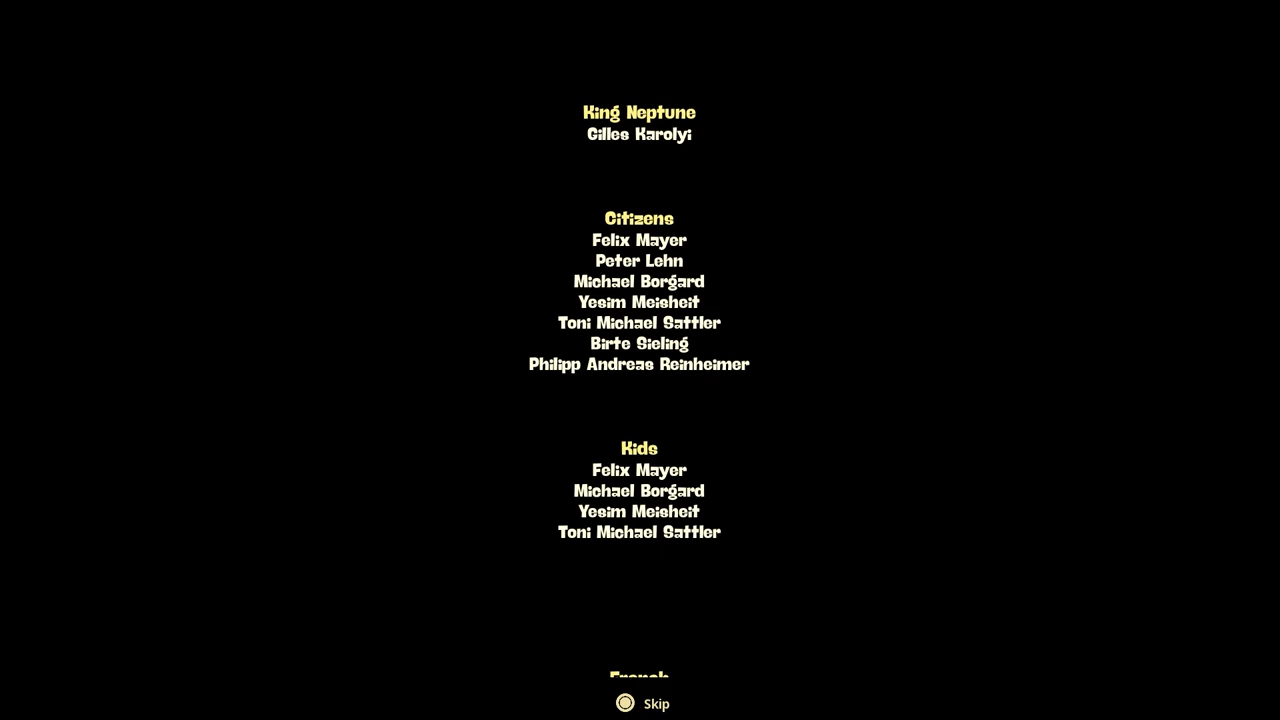 King Neptune
Gilles Karolyi
Citizens
Felix Mayer
Peter Lehn
Michael Borgard
Yesim Meisheit
Toni Michael Sattler
Birte Sieling
Philipp Andreas Reinheimer
Kids
Felix Mayer
Michael Borgard
Yesim Meisheit
Toni Michael Sattler
French
Skip